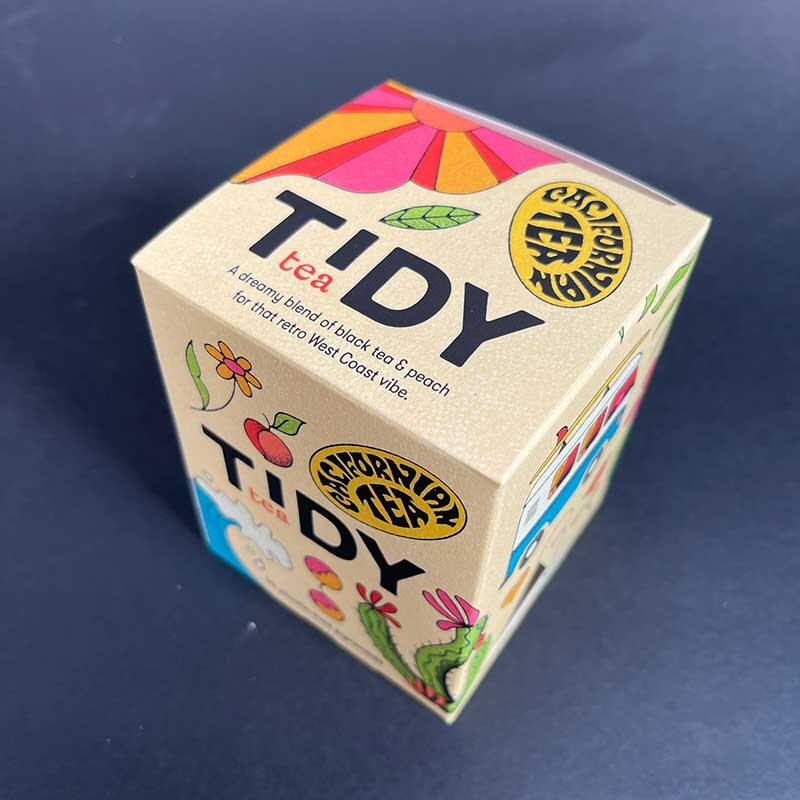 TIDY
tea
CALIFORNIAN
TEA
A dreamy blend of black tea & peach
for that retro West Coast vibe.
TIDY
tea
CALIFORNIAN
TEA